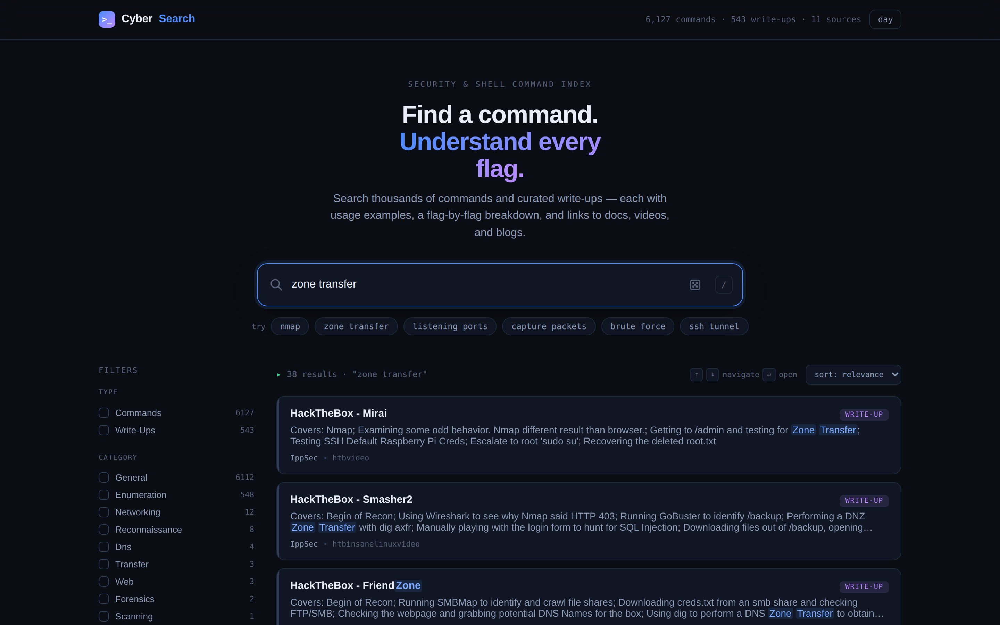 >_ Cyber Search
6,127 commands · 543 write-ups · 11 sources day
SECURITY & SHELL COMMAND INDEX
Find a command.
Understand every
flag.
Search thousands of commands and curated write-ups — each with
usage examples, a flag-by-flag breakdown, and links to docs, videos,
and blogs.
zone transfer /
try nmap zone transfer listening ports capture packets brute force ssh tunnel
FILTERS
TYPE
Commands 6127
Write-Ups 543
CATEGORY
General 6112
Enumeration 548
Networking 12
Reconnaissance 8
Dns 4
Transfer 3
Web 3
Forensics 2
Scanning 1
▸ 38 results · "zone transfer" ↑ ↓ navigate ↵ open sort: relevance
HackTheBox - Mirai WRITE-UP
Covers: Nmap; Examining some odd behavior. Nmap different result than browser.; Getting to /admin and testing for Zone Transfer;
Testing SSH Default Raspberry Pi Creds; Escalate to root 'sudo su'; Recovering the deleted root.txt
IppSec • htbvideo
HackTheBox - Smasher2 WRITE-UP
Covers: Begin of Recon; Using Wireshark to see why Nmap said HTTP 403; Running GoBuster to identify /backup; Performing a DNZ
Zone Transfer with dig axfr; Manually playing with the login form to hunt for SQL Injection; Downloading files out of /backup, opening…
IppSec • htbinsanelinuxvideo
HackTheBox - FriendZone WRITE-UP
Covers: Begin of Recon; Running SMBMap to identify and crawl file shares; Downloading creds.txt from an smb share and checking
FTP/SMB; Checking the webpage and grabbing potential DNS Names for the box; Using dig to perform a DNS Zone Transfer to obtain…